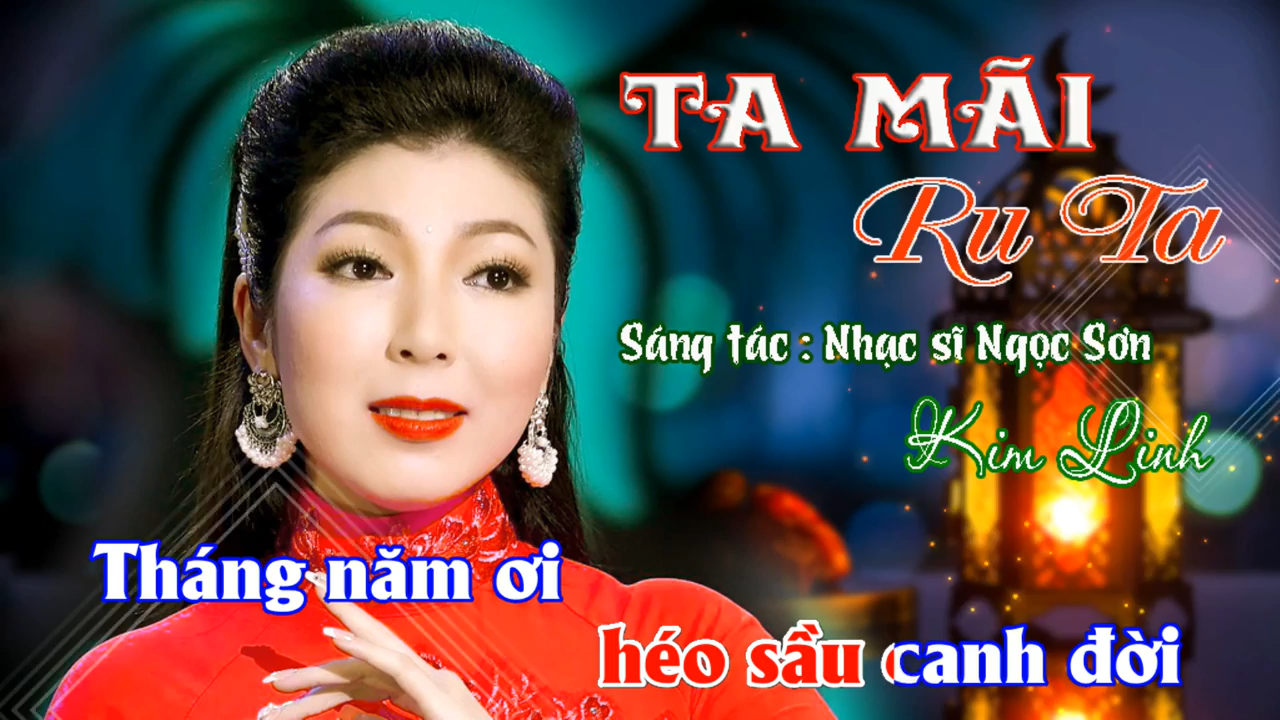 TA MÃI
Ru Ta
Sáng tác : Nhạc sĩ Ngọc Sơn
Kim Linh
Tháng năm ơi
héo sầu canh đời